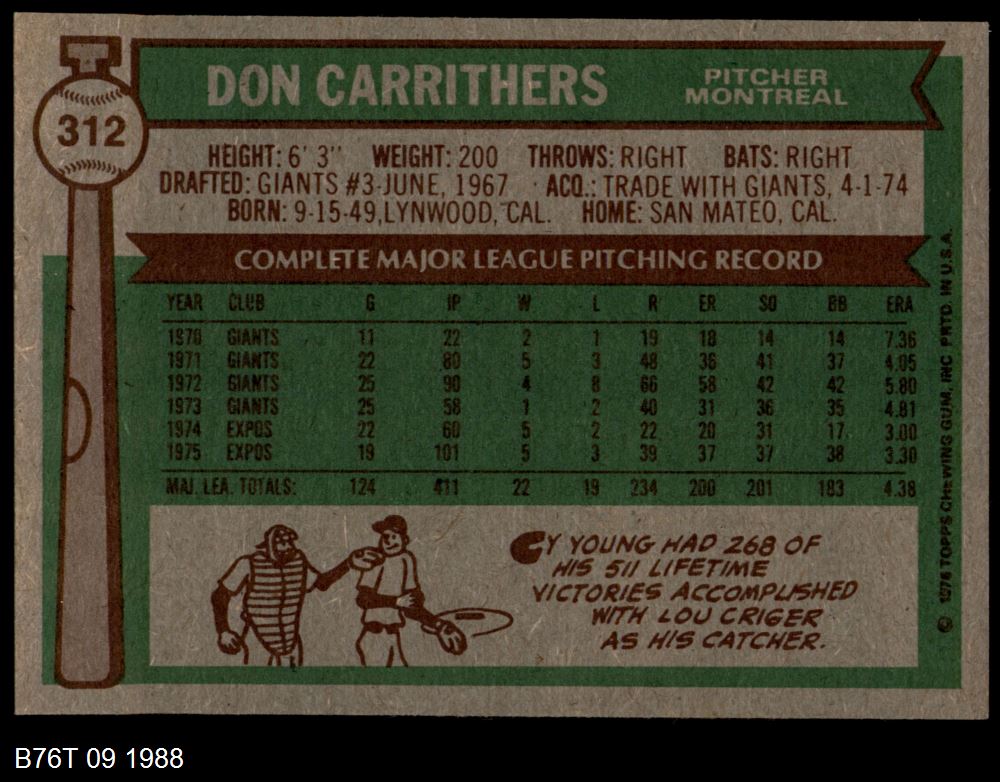 T
312
DON CARRITHERS
PITCHER
MONTREAL
HEIGHT: 6' 3" WEIGHT: 200 THROWS: RIGHT BATS: RIGHT
DRAFTED: GIANTS #3-JUNE, 1967 ACQ.: TRADE WITH GIANTS, 4-1-74
BORN: 9-15-49, LYNWOOD, CAL. HOME: SAN MATEO, CAL.
COMPLETE MAJOR LEAGUE PITCHING RECORD
YEAR CLUB G IP W L R ER SO BB ERA
1970 GIANTS 11 22 2 1 19 18 14 14 7.36
1971 GIANTS 22 80 5 3 48 36 41 37 4.05
1972 GIANTS 25 90 4 8 66 58 42 42 5.80
1973 GIANTS 25 58 1 2 40 31 36 35 4.81
1974 EXPOS 22 60 5 2 22 20 31 17 3.00
1975 EXPOS 19 101 5 3 39 37 37 38 3.30
MAJ. LEA. TOTALS: 124 411 22 19 234 200 201 183 4.38
CY YOUNG HAD 268 OF
HIS 511 LIFETIME
VICTORIES ACCOMPLISHED
WITH LOU CRIGER
AS HIS CATCHER.
© 1976 TOPPS CHEWING GUM, INC PRTD. IN U.S.A.
B76T 09 1988